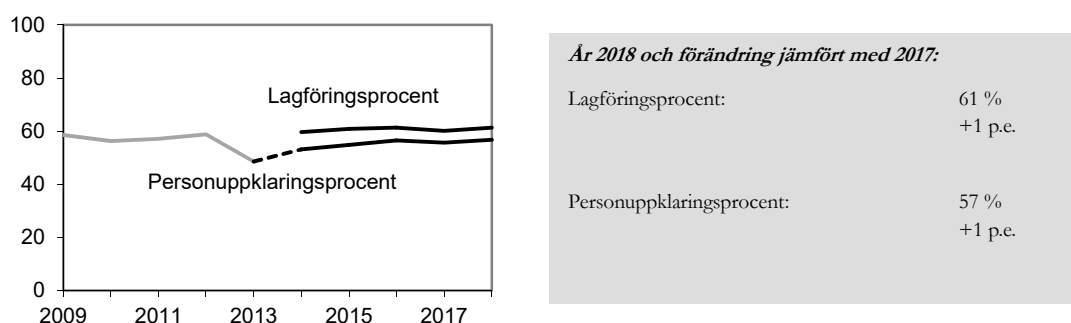 100
80
60
40
20
0
Lagföringsprocent
Personuppklaringsprocent
2009 2011 2013 2015 2017
År 2018 och förändring jämfört med 2017:
Lagföringsprocent: 61 %
+1 p.e.
Personuppklaringsprocent: 57 %
+1 p.e.